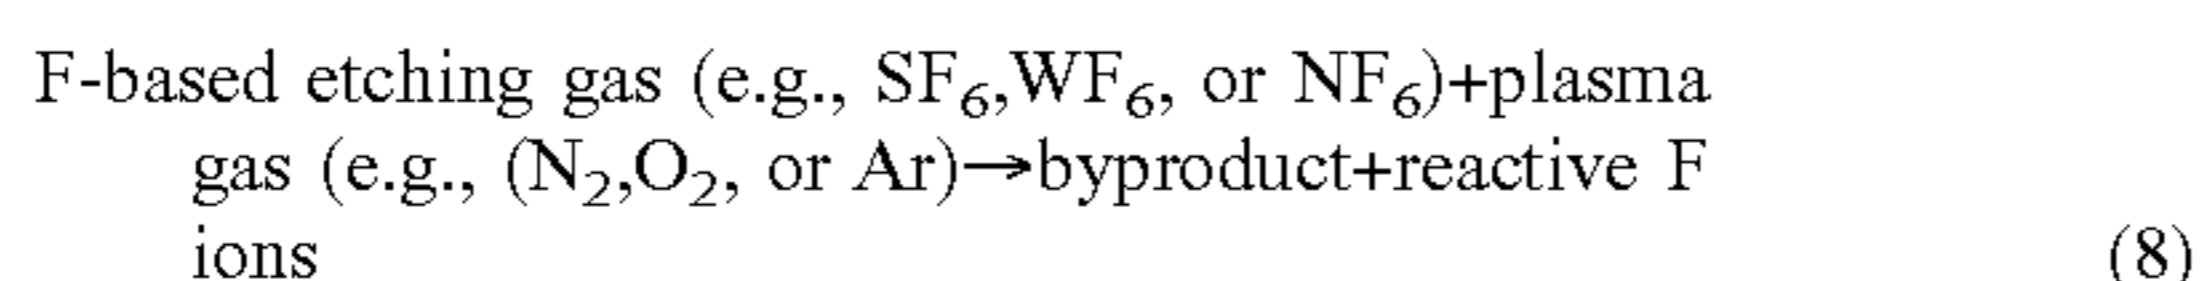 F-based etching gas (e.g., SF₆,WF₆, or NF₆)+plasma
gas (e.g., (N₂,O₂, or Ar)→byproduct+reactive F
ions (8)